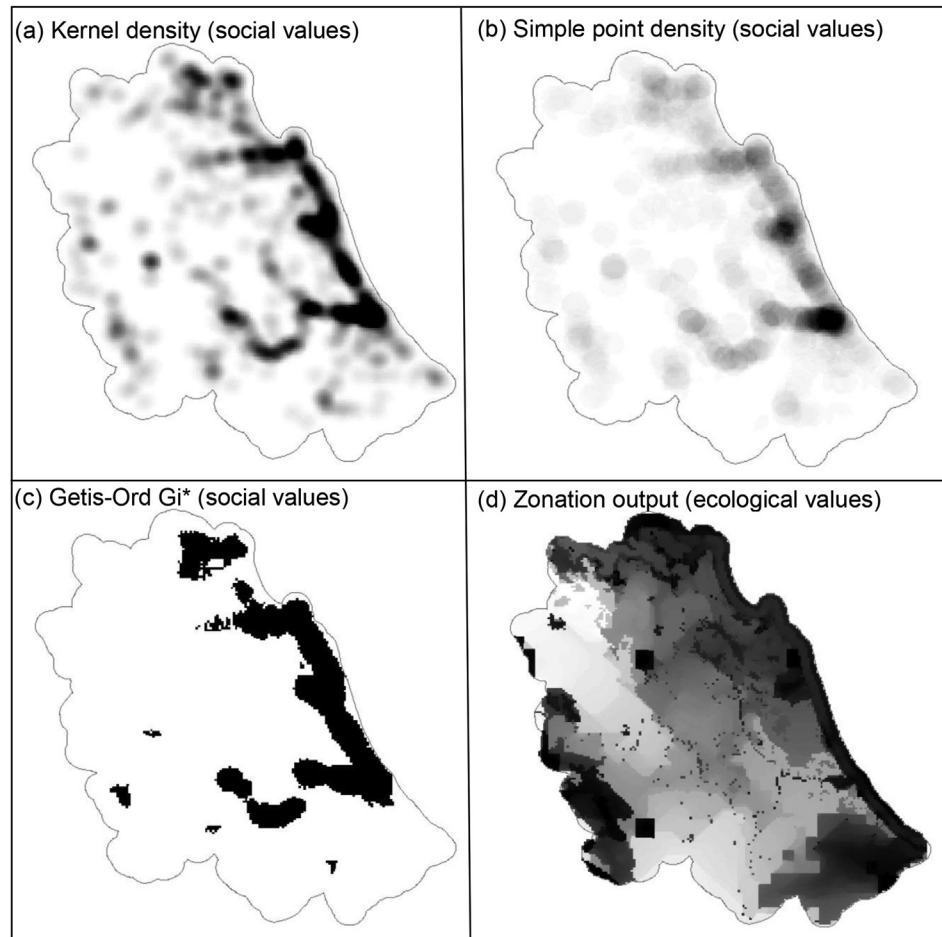 (a) Kernel density (social values)
(b) Simple point density (social values)
(c) Getis-Ord Gi* (social values)
(d) Zonation output (ecological values)